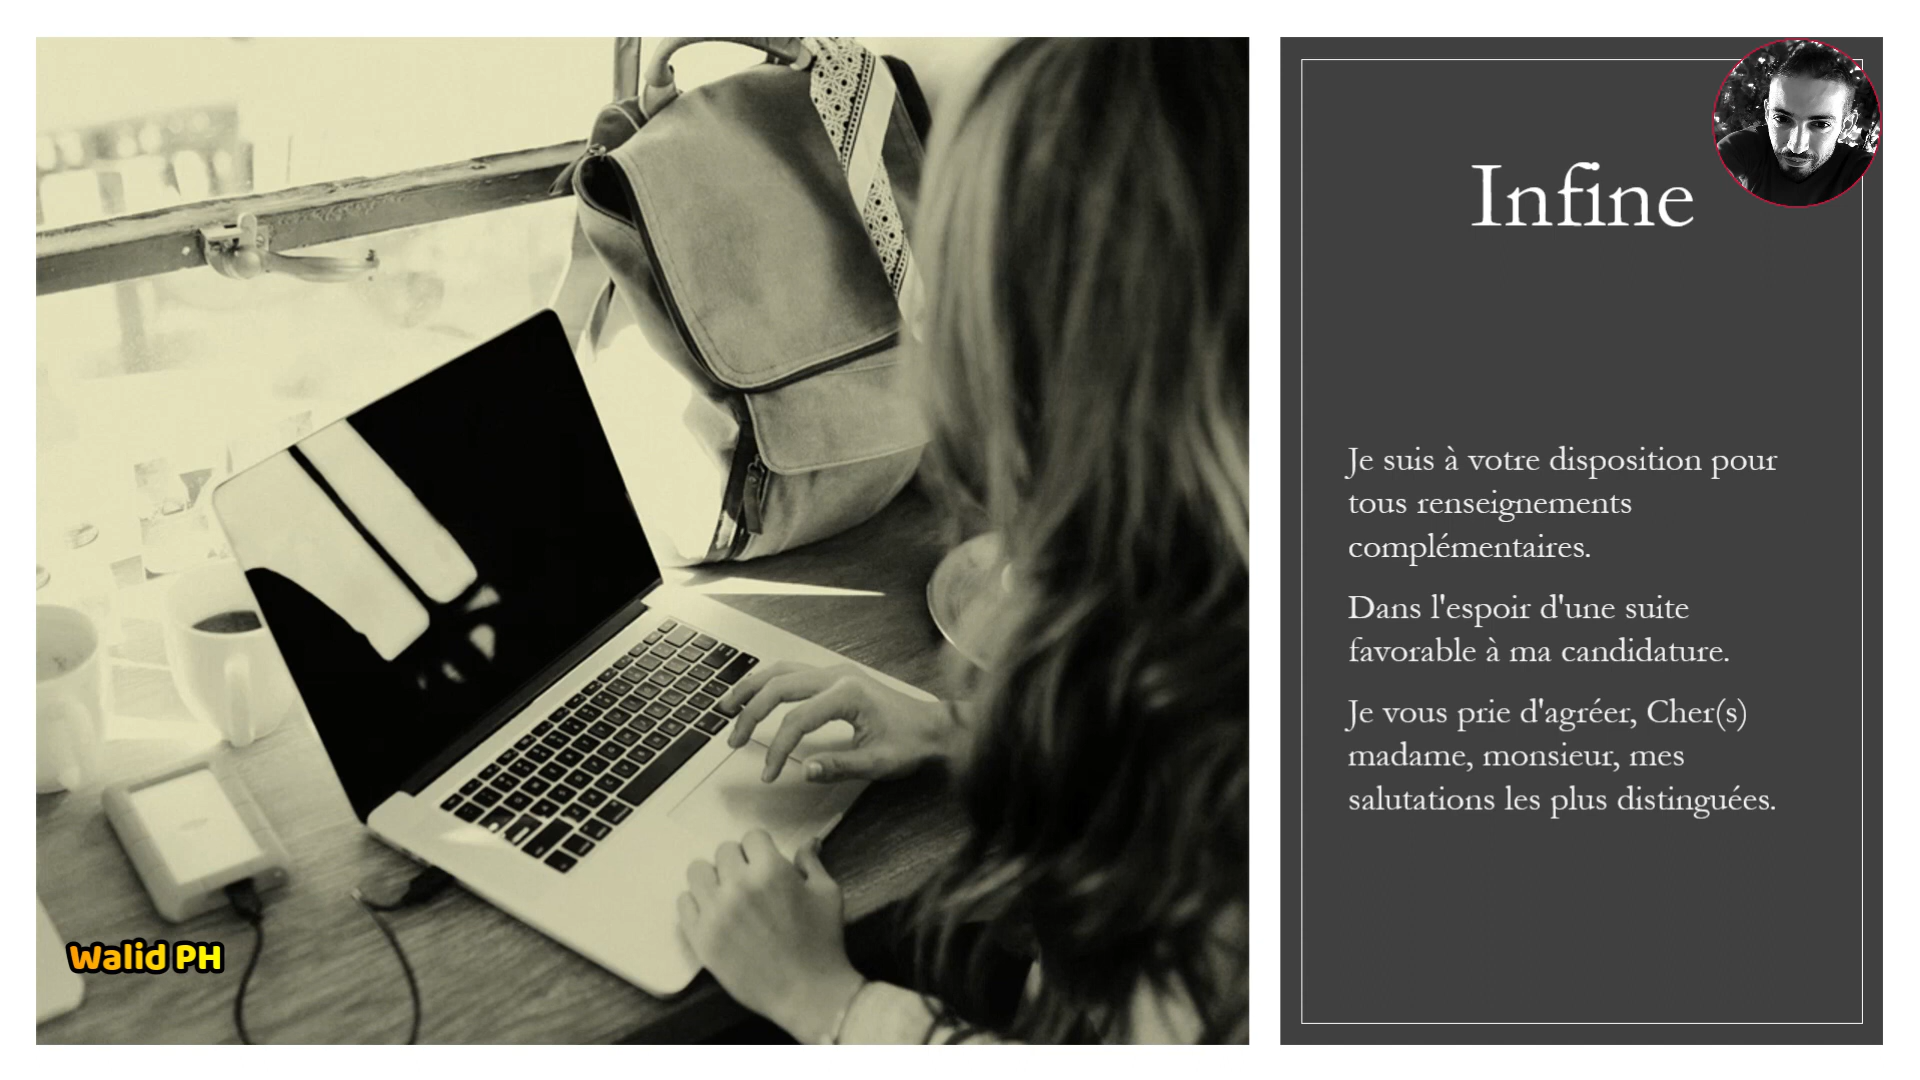 Infine
Je suis à votre disposition pour
tous renseignements
complémentaires.
Dans l'espoir d'une suite
favorable à ma candidature.
Je vous prie d'agréer, Cher(s)
madame, monsieur, mes
salutations les plus distinguées.
Walid PH